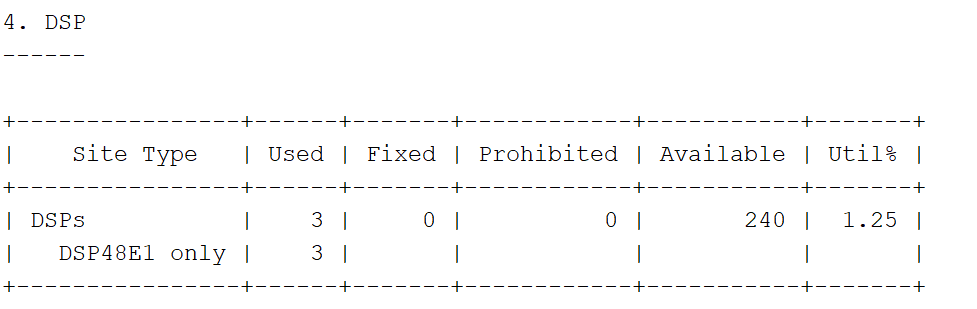 4. DSP
------

+----------------+------+-------+------------+-----------+-------+
|    Site Type   | Used | Fixed | Prohibited | Available | Util% |
+----------------+------+-------+------------+-----------+-------+
| DSPs           |    3 |     0 |          0 |       240 |  1.25 |
|   DSP48E1 only |    3 |       |            |           |       |
+----------------+------+-------+------------+-----------+-------+